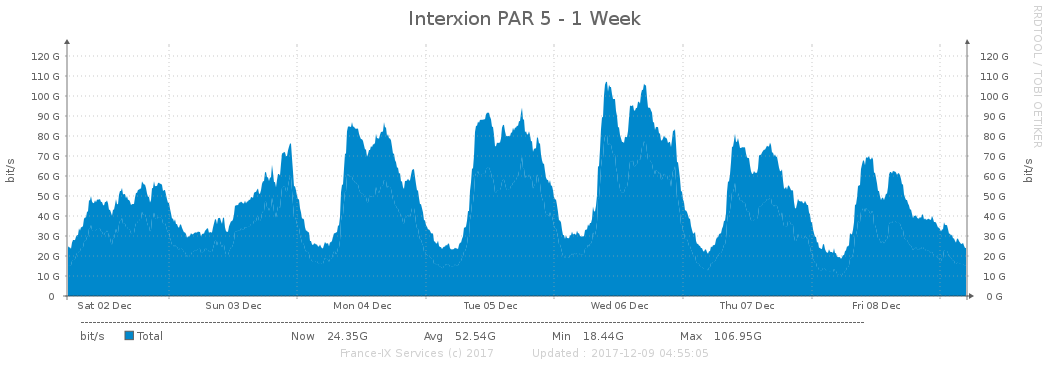 Interxion PAR 5 - 1 Week
RRDTOOL / TOBI OETIKER
bit/s
120 G
110 G
100 G
90 G
80 G
70 G
60 G
50 G
40 G
30 G
20 G
10 G
0
120 G
110 G
100 G
90 G
80 G
70 G
60 G
50 G
40 G
30 G
20 G
10 G
0 G
bit/s
Sat 02 Dec Sun 03 Dec Mon 04 Dec Tue 05 Dec Wed 06 Dec Thu 07 Dec Fri 08 Dec
bit/s Total Now 24.35G Avg 52.54G Min 18.44G Max 106.95G
France-IX Services (c) 2017 Updated : 2017-12-09 04:55:05